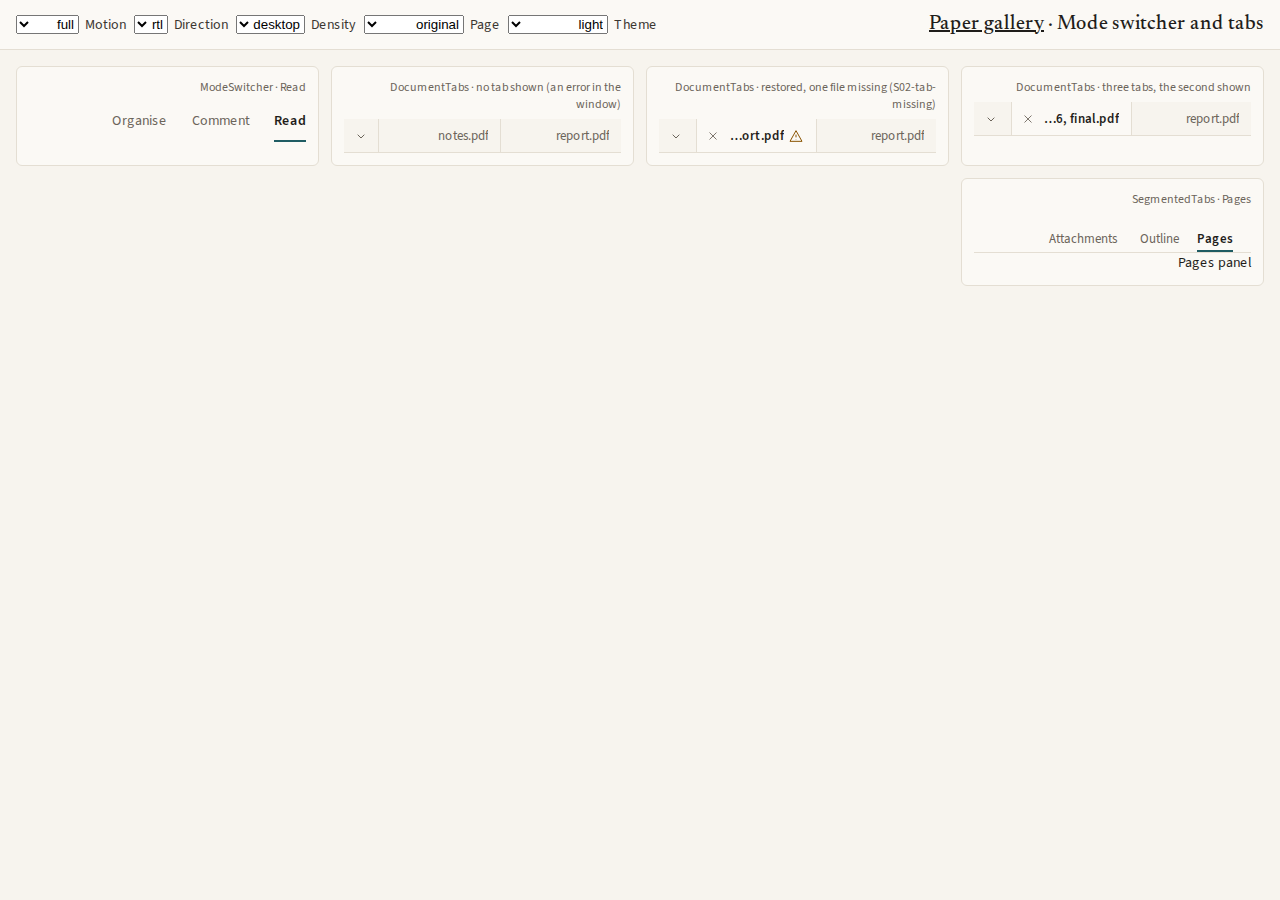 Paper gallery · Mode switcher and tabs
Theme light Page original Density desktop Direction rtl Motion full
DocumentTabs · three tabs, the second shown
report.pdf
…6, final.pdf
DocumentTabs · restored, one file missing (S02-tab-
missing)
report.pdf
…ort.pdf
DocumentTabs · no tab shown (an error in the
window)
report.pdf
notes.pdf
ModeSwitcher · Read
Read Comment Organise
SegmentedTabs · Pages
Pages Outline Attachments
Pages panel